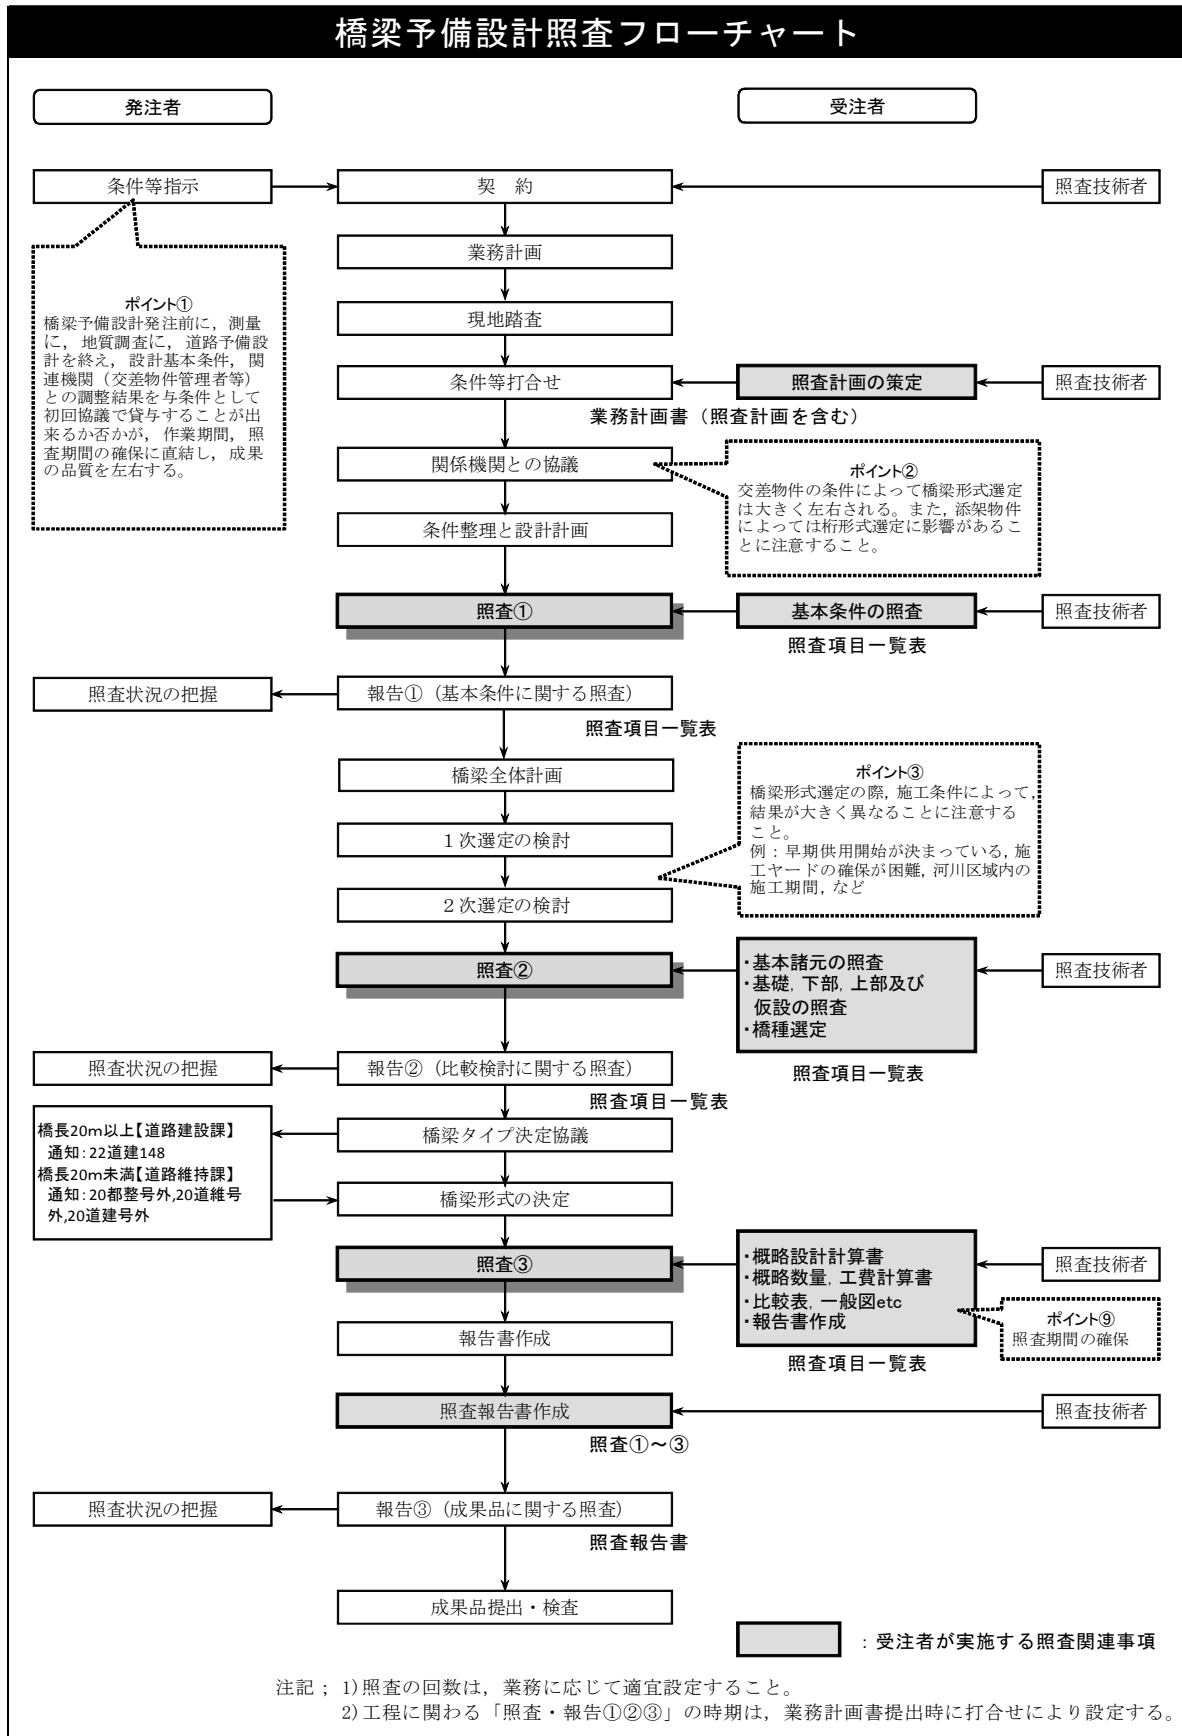 橋梁予備設計照査フローチャート
発注者
受注者
条件等指示
契　約
照査技術者
業務計画
ポイント①
橋梁予備設計発注前に，測量
に，地質調査に，道路予備設
計を終え，設計基本条件，関
連機関（交差物件管理者等）
との調整結果を与条件として
初回協議で貸与することが出
来るか否かが，作業期間，照
査期間の確保に直結し，成果
の品質を左右する。
現地踏査
条件等打合せ
照査計画の策定
照査技術者
業務計画書（照査計画を含む）
関係機関との協議
ポイント②
交差物件の条件によって橋梁形式選定
は大きく左右される。また，添架物件
によっては桁形式選定に影響があるこ
とに注意すること。
条件整理と設計計画
照査①
基本条件の照査
照査技術者
照査項目一覧表
照査状況の把握
報告①（基本条件に関する照査）
照査項目一覧表
橋梁全体計画
ポイント③
橋梁形式選定の際，施工条件によって，
結果が大きく異なることに注意する
こと。
例：早期供用開始が決まっている，施
工ヤードの確保が困難，河川区域内の
施工期間，など
１次選定の検討
２次選定の検討
照査②
・基本諸元の照査
・基礎，下部，上部及び
仮設の照査
・橋種選定
照査技術者
照査項目一覧表
照査状況の把握
報告②（比較検討に関する照査）
照査項目一覧表
橋長20m以上【道路建設課】
通知：22道建148
橋長20m未満【道路維持課】
通知：20都整号外,20道維号
外,20道建号外
橋梁タイプ決定協議
橋梁形式の決定
照査③
・概略設計計算書
・概略数量，工費計算書
・比較表，一般図etc
・報告書作成
照査技術者
ポイント⑨
照査期間の確保
照査項目一覧表
報告書作成
照査報告書作成
照査技術者
照査①～③
照査状況の把握
報告③（成果品に関する照査）
照査報告書
成果品提出・検査
：受注者が実施する照査関連事項
注記；1)照査の回数は，業務に応じて適宜設定すること。
2)工程に関わる「照査・報告①②③」の時期は，業務計画書提出時に打合せにより設定する。